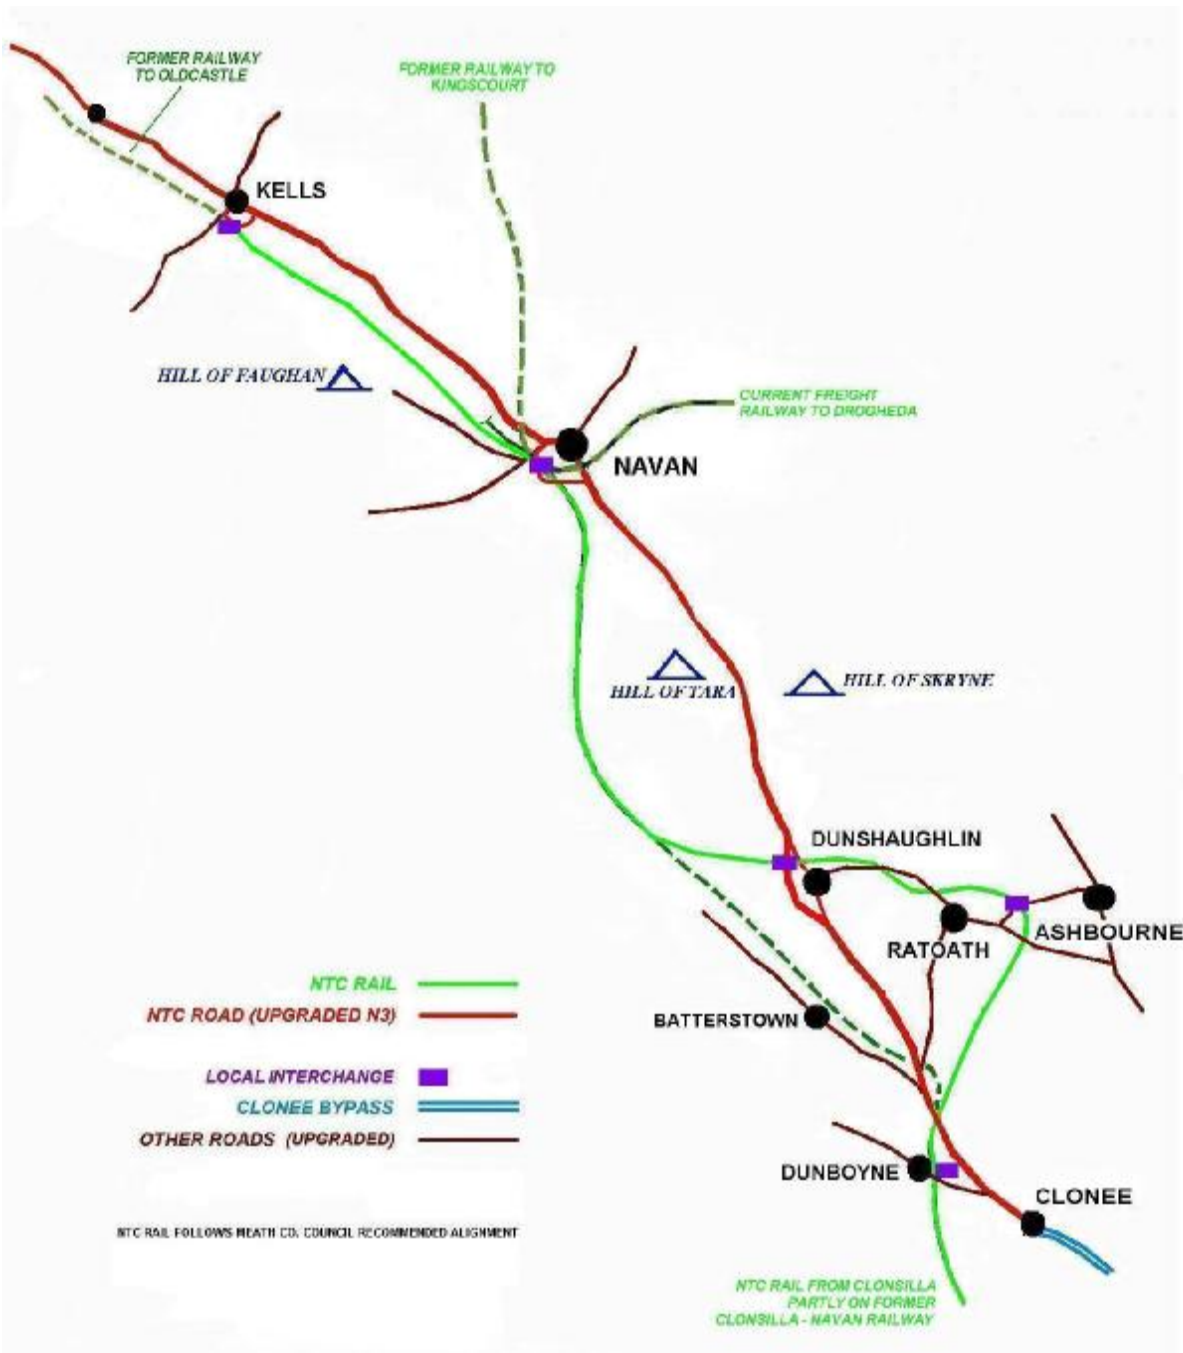 FORMER RAILWAY
TO OLDCASTLE
FORMER RAILWAY TO
KINGSCOURT
KELLS
HILL OF FAUGHAN
CURRENT FREIGHT
RAILWAY TO DROGHEDA
NAVAN
HILL OF TARA
HILL OF SKRYNE
DUNSHAUGHLIN
RATOATH
ASHBOURNE
BATTERSTOWN
NTC RAIL
NTC ROAD (UPGRADED N3)
LOCAL INTERCHANGE
CLONEE BYPASS
OTHER ROADS (UPGRADED)
DUNBOYNE
CLONEE
NTC RAIL FOLLOWS MEATH CO. COUNCIL RECOMMENDED ALIGNMENT
NTC RAIL FROM CLONSILLA
PARTLY ON FORMER
CLONSILLA - NAVAN RAILWAY